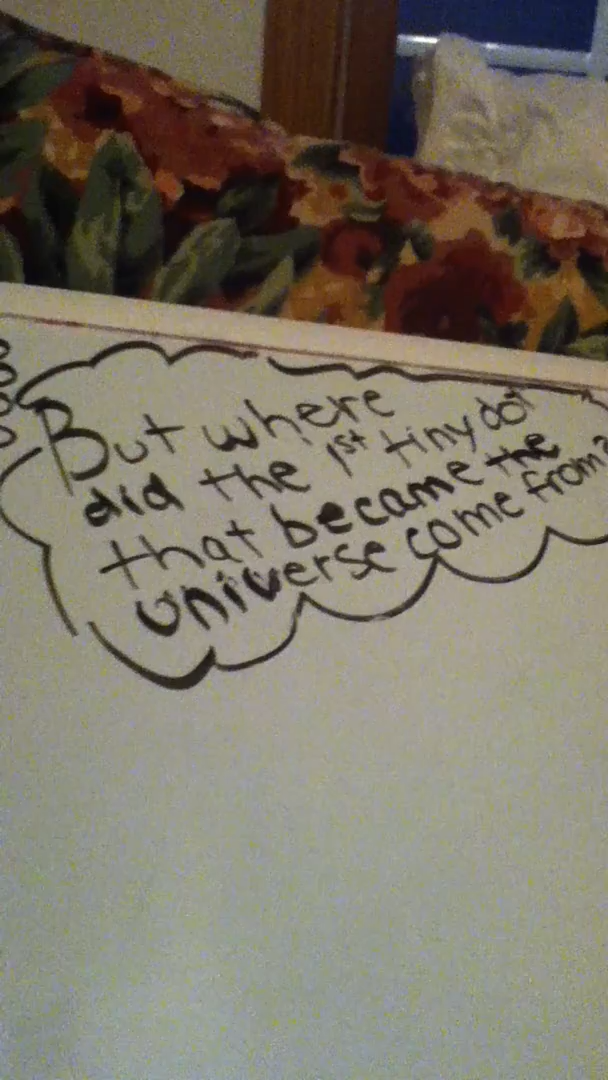 But where
did the 1st tiny dot
that became the
universe come from?